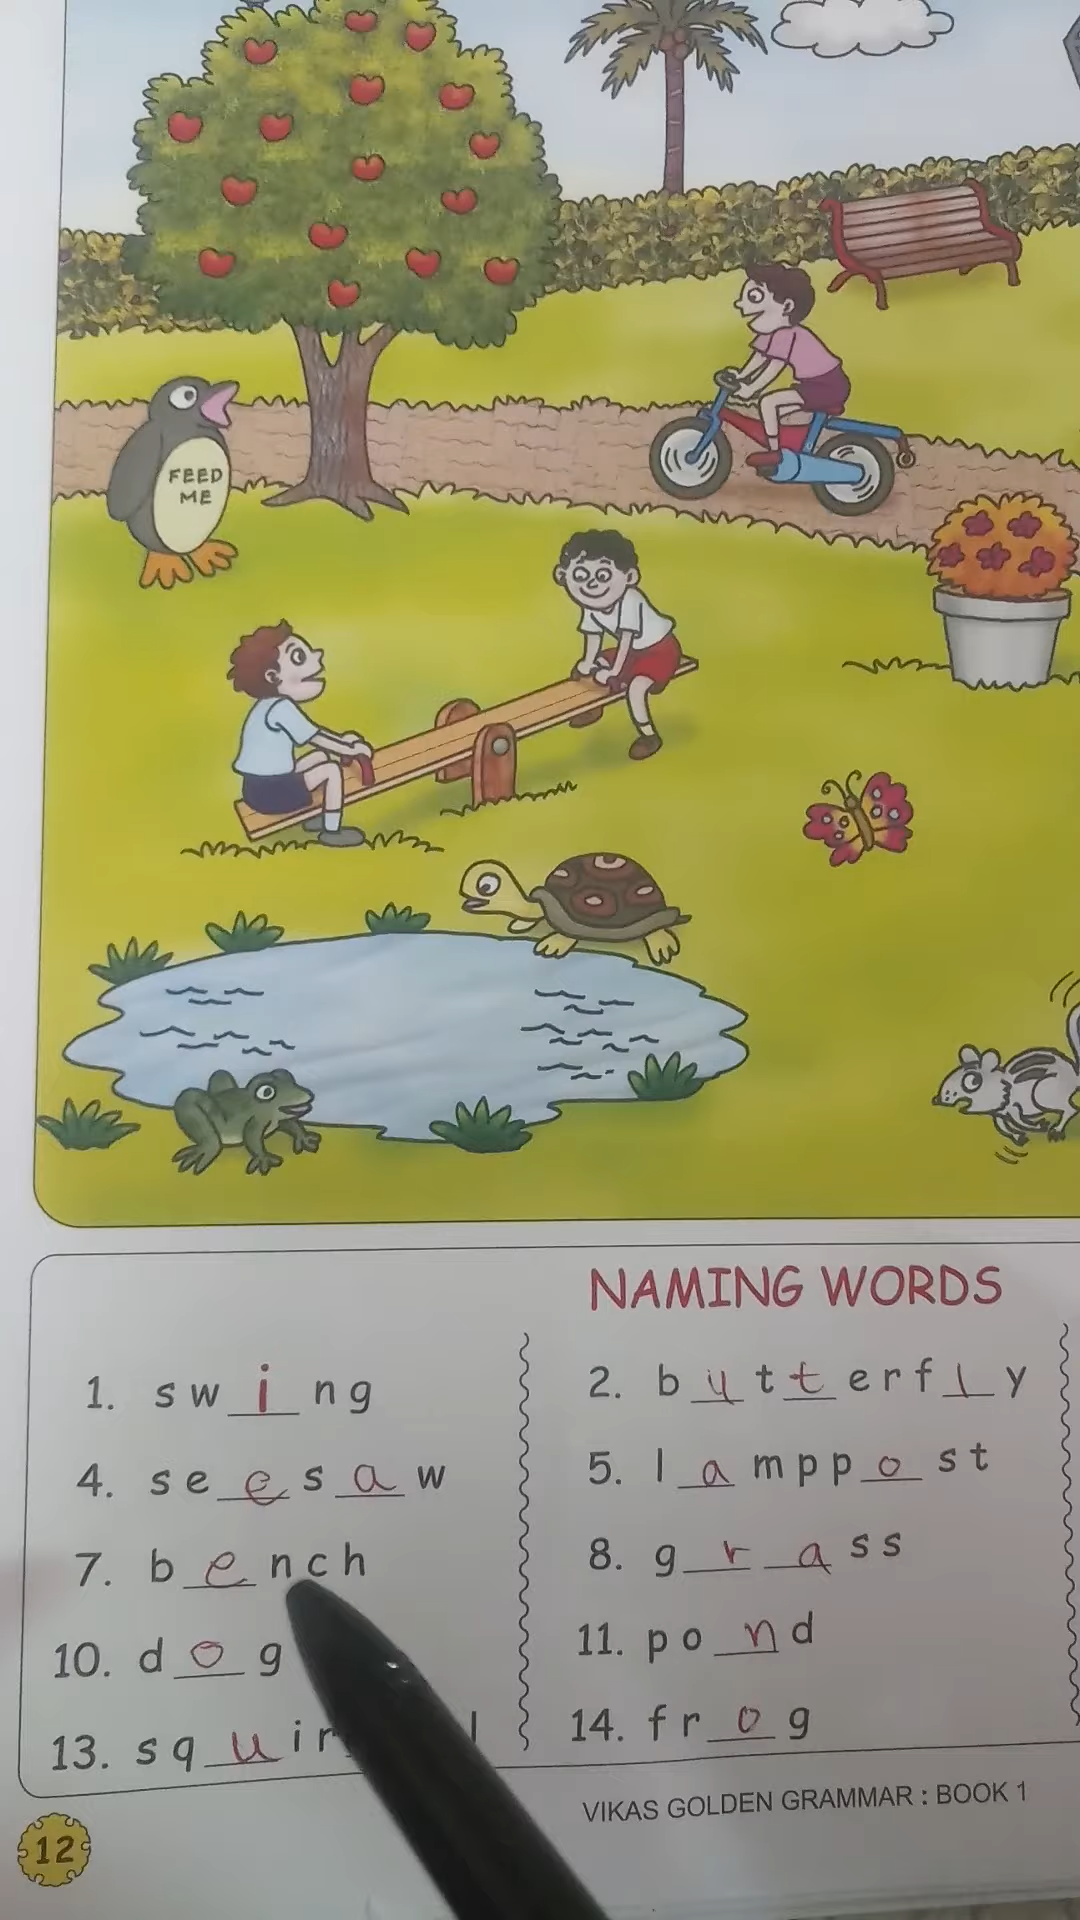 FEED
ME
NAMING WORDS
1. sw i ng
2. b u t t erf l y
4. se e s a w
5. l a mpp o st
7. b e nch
8. g r a ss
10. d o g
11. po n d
13. sq u ir
14. fr o g
VIKAS GOLDEN GRAMMAR : BOOK 1
12